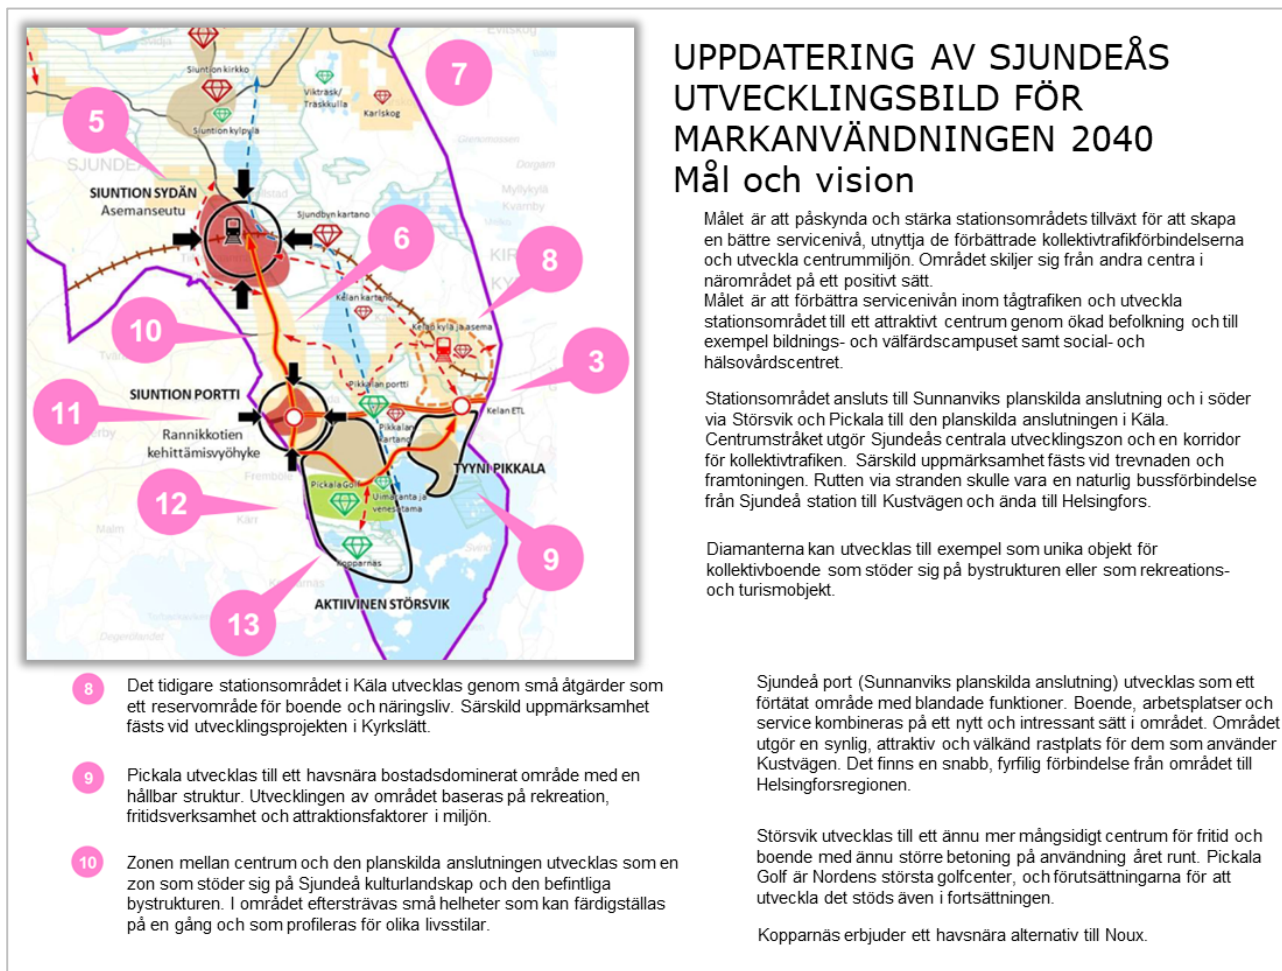 UPPDATERING AV SJUNDEÅS
UTVECKLINGSBILD FÖR
MARKANVÄNDNINGEN 2040
Mål och vision
Målet är att påskynda och stärka stationsområdets tillväxt för att skapa
en bättre servicenivå, utnyttja de förbättrade kollektivtrafikförbindelserna
och utveckla centrummiljön. Området skiljer sig från andra centra i
närområdet på ett positivt sätt.
Målet är att förbättra servicenivån inom tågtrafiken och utveckla
stationsområdet till ett attraktivt centrum genom ökad befolkning och till
exempel bildnings- och välfärdscampuset samt social- och
hälsovårdscentret.
Stationsområdet ansluts till Sunnanviks planskilda anslutning och i söder
via Störsvik och Pickala till den planskilda anslutningen i Käla.
Centrumstråket utgör Sjundeås centrala utvecklingszon och en korridor
för kollektivtrafiken. Särskild uppmärksamhet fästs vid trevnaden och
framtoningen. Rutten via stranden skulle vara en naturlig bussförbindelse
från Sjundeå station till Kustvägen och ända till Helsingfors.
Diamanterna kan utvecklas till exempel som unika objekt för
kollektivboende som stöder sig på bystrukturen eller som rekreations-
och turismobjekt.
7
Siuntion kirkko
Vikträsk/
Träskkulla
Karlskog
Siuntion kylpylä
5
SJUNDEÅ
SIUNTION SYDÄN
Asemanseutu
Sjundbyn kartano
6
8
Kelan kartano
Kelan kylä ja asema
10
3
Pikkalan portti
SIUNTION PORTTI
11
Kelan ETL
Pikkalan
kartano
Rannikkotien
kehittämisvyöhyke
TYYNI PIKKALA
Pickala Golf
Uimaranta ja
venesatama
12
9
Kopparnäs
AKTIIVINEN STÖRSVIK
13
8
Det tidigare stationsområdet i Käla utvecklas genom små åtgärder som
ett reservområde för boende och näringsliv. Särskild uppmärksamhet
fästs vid utvecklingsprojekten i Kyrkslätt.
9
Pickala utvecklas till ett havsnära bostadsdominerat område med en
hållbar struktur. Utvecklingen av området baseras på rekreation,
fritidsverksamhet och attraktionsfaktorer i miljön.
10
Zonen mellan centrum och den planskilda anslutningen utvecklas som en
zon som stöder sig på Sjundeå kulturlandskap och den befintliga
bystrukturen. I området eftersträvas små helheter som kan färdigställas
på en gång och som profileras för olika livsstilar.
Sjundeå port (Sunnanviks planskilda anslutning) utvecklas som ett
förtätat område med blandade funktioner. Boende, arbetsplatser och
service kombineras på ett nytt och intressant sätt i området. Området
utgör en synlig, attraktiv och välkänd rastplats för dem som använder
Kustvägen. Det finns en snabb, fyrfilig förbindelse från området till
Helsingforsregionen.
Störsvik utvecklas till ett ännu mer mångsidigt centrum för fritid och
boende med ännu större betoning på användning året runt. Pickala
Golf är Nordens största golfcenter, och förutsättningarna för att
utveckla det stöds även i fortsättningen.
Kopparnäs erbjuder ett havsnära alternativ till Noux.